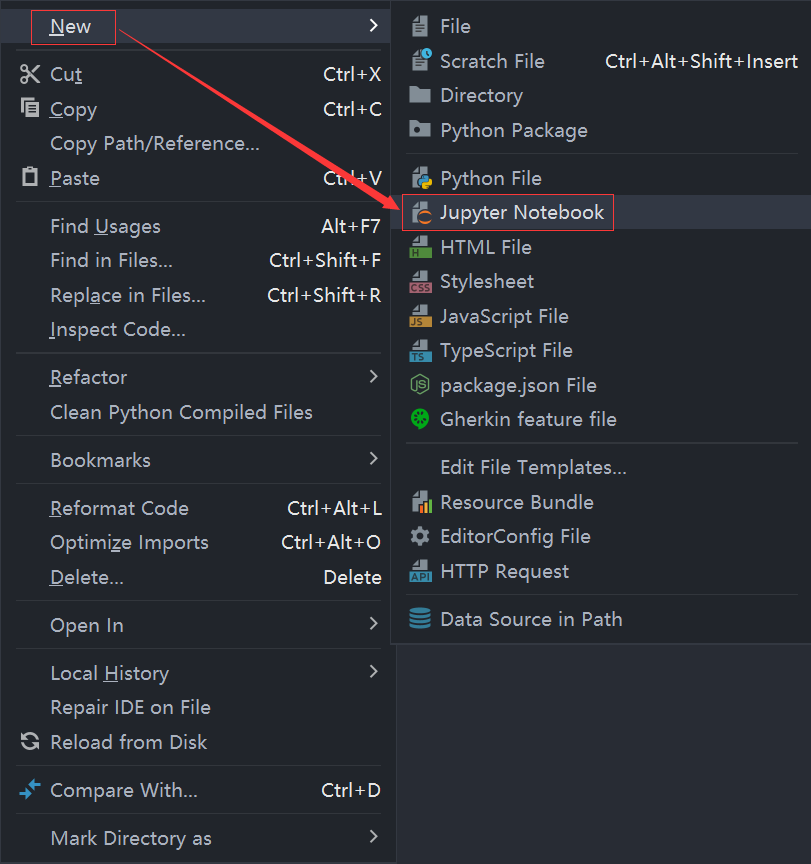 New
Cut Ctrl+X
Copy Ctrl+C
Copy Path/Reference...
Paste Ctrl+V
Find Usages Alt+F7
Find in Files... Ctrl+Shift+F
Replace in Files... Ctrl+Shift+R
Inspect Code...
Refactor
Clean Python Compiled Files
Bookmarks
Reformat Code Ctrl+Alt+L
Optimize Imports Ctrl+Alt+O
Delete... Delete
Open In
Local History
Repair IDE on File
Reload from Disk
Compare With... Ctrl+D
Mark Directory as
File
Scratch File Ctrl+Alt+Shift+Insert
Directory
Python Package
Python File
Jupyter Notebook
H HTML File
CSS Stylesheet
JS JavaScript File
TS TypeScript File
JS package.json File
Gherkin feature file
Edit File Templates...
Resource Bundle
EditorConfig File
API HTTP Request
Data Source in Path